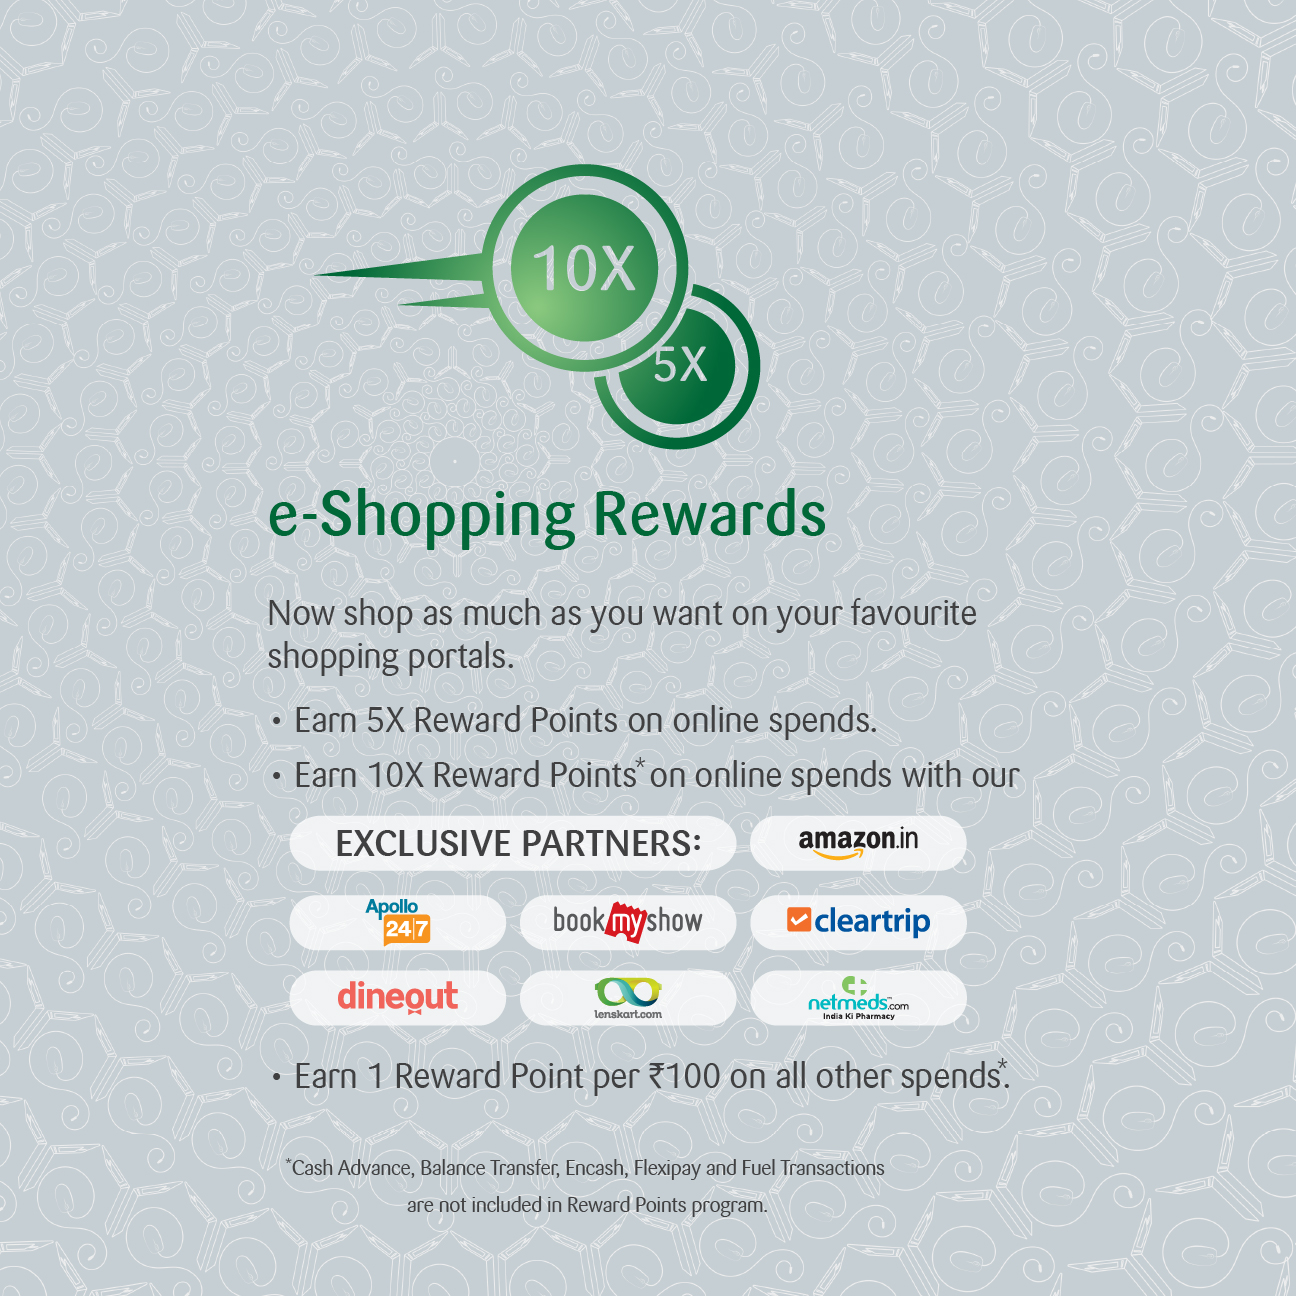 10X
5X
e-Shopping Rewards
Now shop as much as you want on your favourite
shopping portals.
• Earn 5X Reward Points on online spends.
• Earn 10X Reward Points* on online spends with our
EXCLUSIVE PARTNERS: amazon.in
Apollo
24|7
bookmyshow
cleartrip
dineout
lenskart.com
netmeds.com
India Ki Pharmacy
• Earn 1 Reward Point per ₹100 on all other spends*.
*Cash Advance, Balance Transfer, Encash, Flexipay and Fuel Transactions
are not included in Reward Points program.